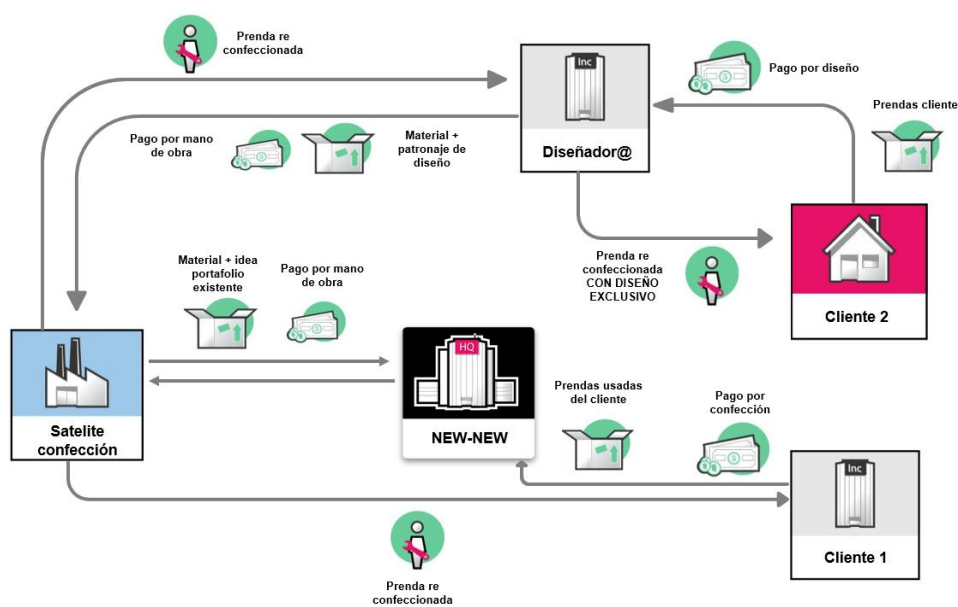 Prenda re
confeccionada
Inc
Diseñador@
Pago por diseño
Prendas cliente
Pago por mano
de obra
Material +
patronaje de
diseño
Prenda re
confeccionada
CON DISEÑO
EXCLUSIVO
Cliente 2
Material + idea
portafolio
existente
Pago por mano
de obra
Satelite
confección
HQ
NEW-NEW
Prendas usadas
del cliente
Pago por
confección
Inc
Cliente 1
Prenda re
confeccionada